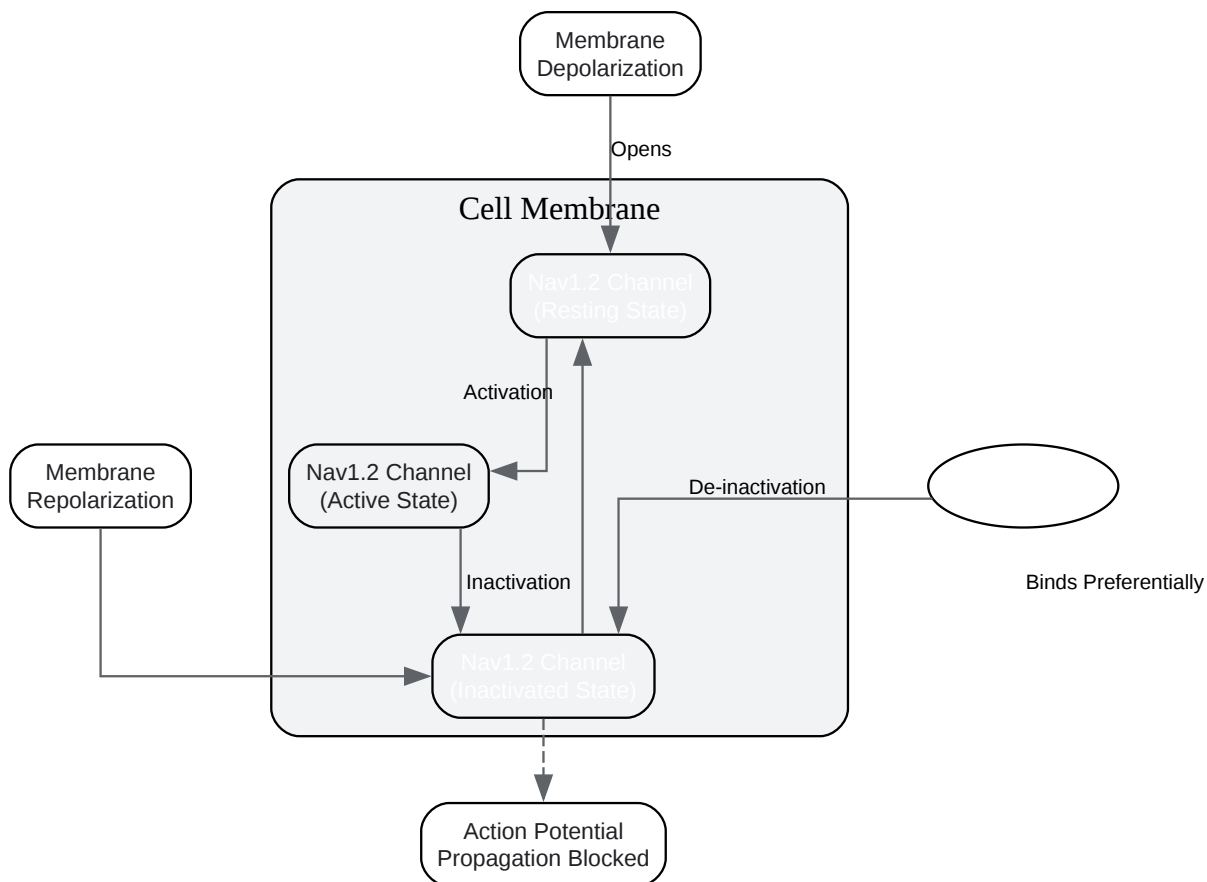 Membrane
Depolarization
Opens
Cell Membrane
Nav1.2 Channel
(Resting State)
Activation
Membrane
Repolarization
Nav1.2 Channel
(Active State)
De-inactivation
Inactivation
Binds Preferentially
Nav1.2 Channel
(Inactivated State)
Action Potential
Propagation Blocked